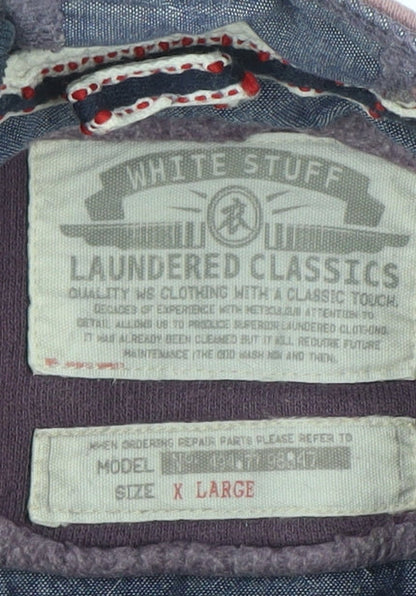 WHITE STUFF
衣
LAUNDERED CLASSICS
QUALITY WS CLOTHING WITH A CLASSIC TOUCH.
DECADES OF EXPERIENCE WITH METICULOUS ATTENTION TO
DETAIL ALLOWS US TO PRODUCE SUPERIOR LAUNDERED CLOTHING.
IT HAS ALREADY BEEN CLEANED BUT IT WILL REQUIRE FUTURE
MAINTENANCE (THE ODD WASH NOW AND THEN).
WHEN ORDERING REPAIR PARTS PLEASE REFER TO
MODEL Nº
SIZE X LARGE